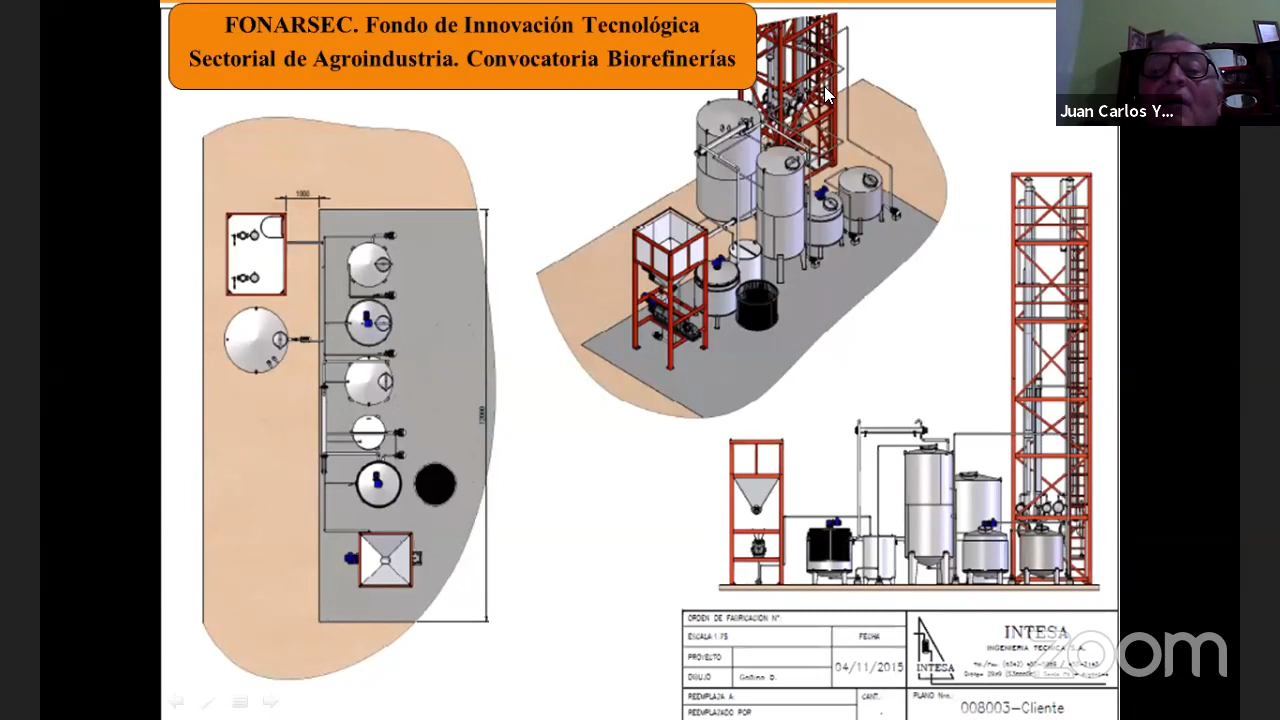 FONARSEC. Fondo de Innovación Tecnológica
Sectorial de Agroindustria. Convocatoria Biorefinerías
Juan Carlos Y...
1000
ORDEN DE FABRICACION N°:
ESCALA 1:75
FECHA
PROYECTO
04/11/2015
DIBUJO
REEMPLAZA A:
CANT.
REEMPLAZADO POR
INTESA
INGENIERIA TECNICA S.A.
INTESA
PLANO Nro.
008003-Cliente
zoom